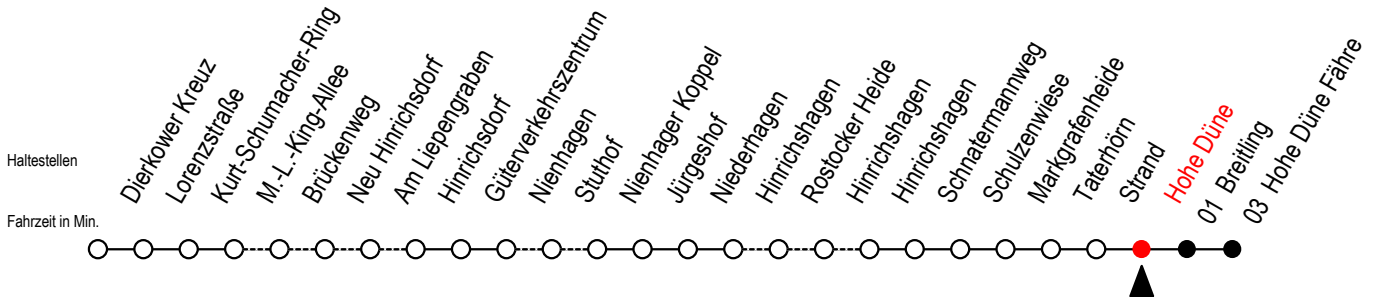 Haltestellen
Fahrzeit in Min.
Dierkower Kreuz
Lorenzstraße
Kurt-Schumacher-Ring
M.-L.-King-Allee
Brückenweg
Neu Hinrichsdorf
Am Liepengraben
Hinrichsdorf
Güterverkehrszentrum
Nienhagen
Stuthof
Nienhager Koppel
Jürgeshof
Niederhagen
Hinrichshagen
Rostocker Heide
Hinrichshagen
Hinrichshagen
Schnatermannweg
Schulzenwiese
Markgrafenheide
Taterhörn
Strand
Hohe Düne
01 Breitling
03 Hohe Düne Fähre